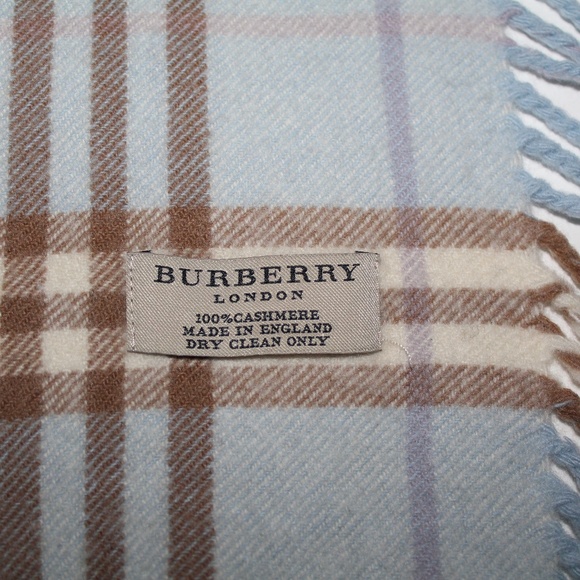 BURBERRY
LONDON
100%CASHMERE
MADE IN ENGLAND
DRY CLEAN ONLY